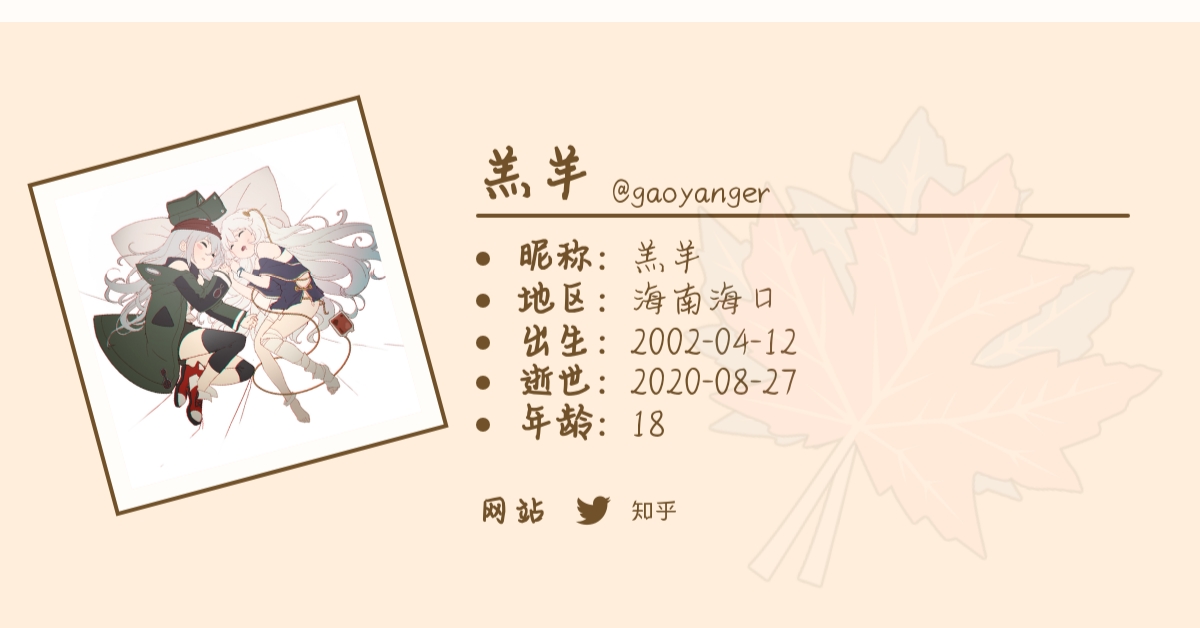 羔羊 @gaoyanger
昵称：羔羊
地区：海南海口
出生：2002-04-12
逝世：2020-08-27
年龄：18
网站 知乎